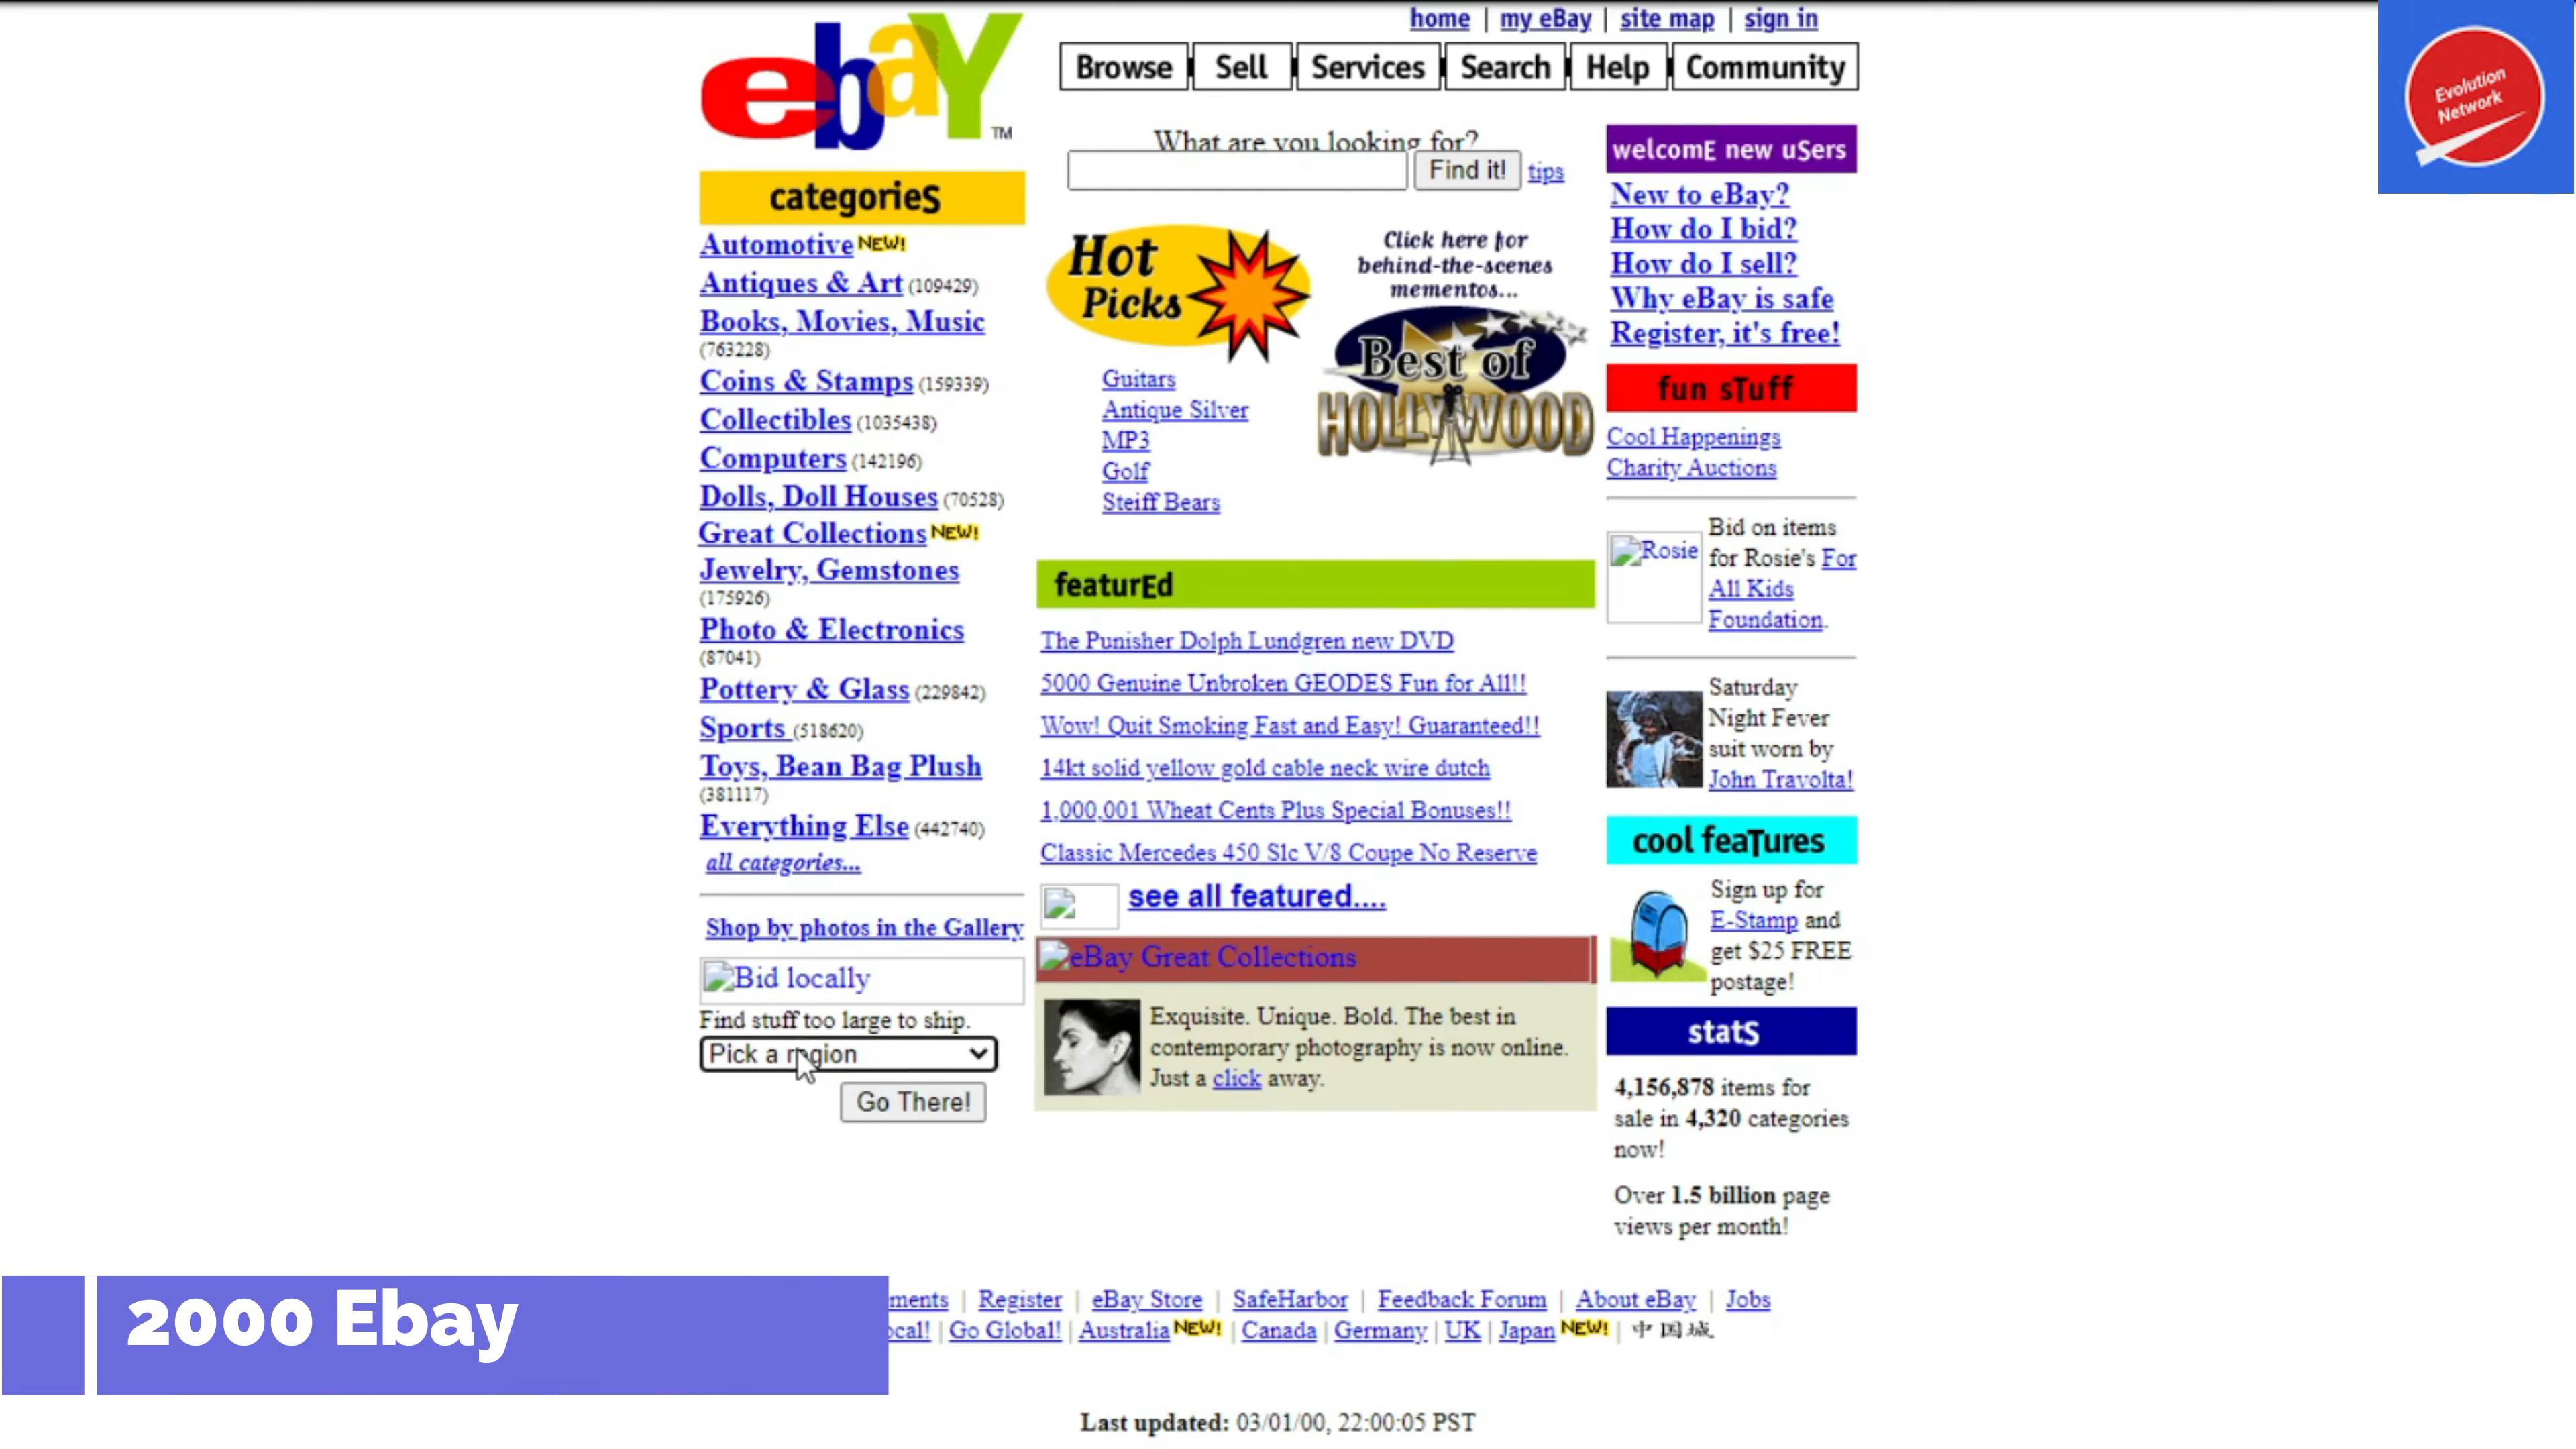 ebaY™
home | my eBay | site map | sign in
Browse Sell Services Search Help Community
Evolution
Network
categorieS
Automotive NEW!
Antiques & Art (109429)
Books, Movies, Music
(763228)
Coins & Stamps (159339)
Collectibles (1035438)
Computers (142196)
Dolls, Doll Houses (70528)
Great Collections NEW!
Jewelry, Gemstones
(175926)
Photo & Electronics
(87041)
Pottery & Glass (229842)
Sports (518620)
Toys, Bean Bag Plush
(381117)
Everything Else (442740)
all categories...
Shop by photos in the Gallery
Bid locally
Find stuff too large to ship.
Pick a region
Go There!
What are you looking for?
Find it! tips
Hot
Picks
Guitars
Antique Silver
MP3
Golf
Steiff Bears
Click here for
behind-the-scenes
mementos...
Best of
HOLLYWOOD
featurEd
The Punisher Dolph Lundgren new DVD
5000 Genuine Unbroken GEODES Fun for All!!
Wow! Quit Smoking Fast and Easy! Guaranteed!!
14kt solid yellow gold cable neck wire dutch
1,000,001 Wheat Cents Plus Special Bonuses!!
Classic Mercedes 450 Slc V/8 Coupe No Reserve
see all featured....
eBay Great Collections
Exquisite. Unique. Bold. The best in
contemporary photography is now online.
Just a click away.
welcomE new uSers
New to eBay?
How do I bid?
How do I sell?
Why eBay is safe
Register, it's free!
fun sTuff
Cool Happenings
Charity Auctions
Rosie
Bid on items
for Rosie's For
All Kids
Foundation.
Saturday
Night Fever
suit worn by
John Travolta!
cool feaTures
Sign up for
E-Stamp and
get $25 FREE
postage!
statS
4,156,878 items for
sale in 4,320 categories
now!
Over 1.5 billion page
views per month!
2000 Ebay
ments | Register | eBay Store | SafeHarbor | Feedback Forum | About eBay | Jobs
ocal! | Go Global! | Australia NEW! | Canada | Germany | UK | Japan NEW! | 中国城
Last updated: 03/01/00, 22:00:05 PST